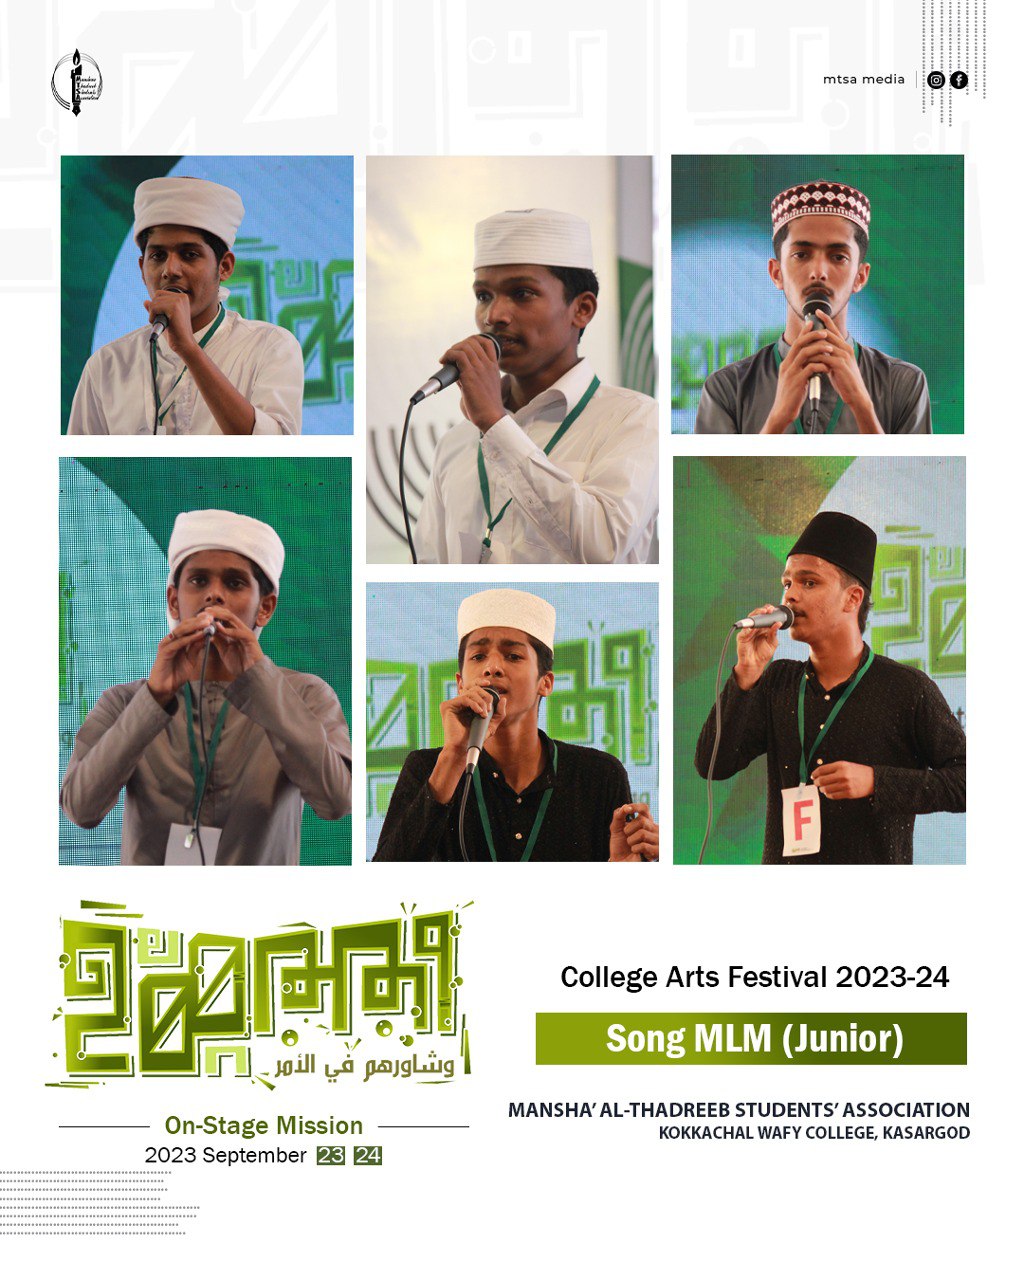 mtsa media
F
وشاورهم في الأمر
On-Stage Mission
2023 September 23 24
College Arts Festival 2023-24
Song MLM (Junior)
MANSHA’ AL-THADREEB STUDENTS’ ASSOCIATION
KOKKACHAL WAFY COLLEGE, KASARGOD